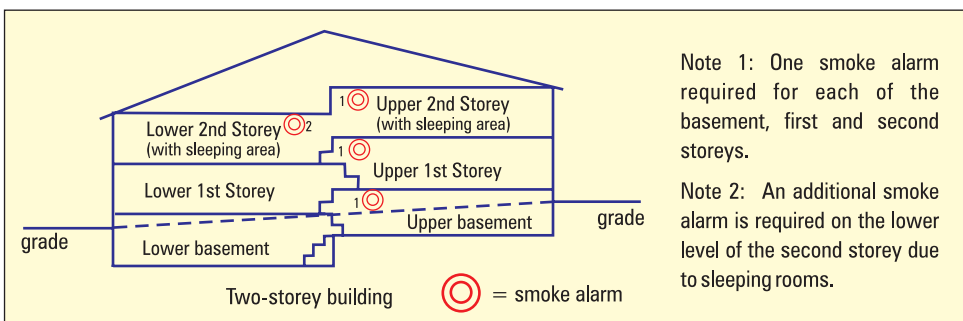 1
Upper 2nd Storey
(with sleeping area)
Lower 2nd Storey
2
(with sleeping area)
1
Upper 1st Storey
Lower 1st Storey
1
Upper basement
grade
grade
Lower basement
Two-storey building
= smoke alarm
Note 1: One smoke alarm
required for each of the
basement, first and second
storeys.
Note 2: An additional smoke
alarm is required on the lower
level of the second storey due
to sleeping rooms.